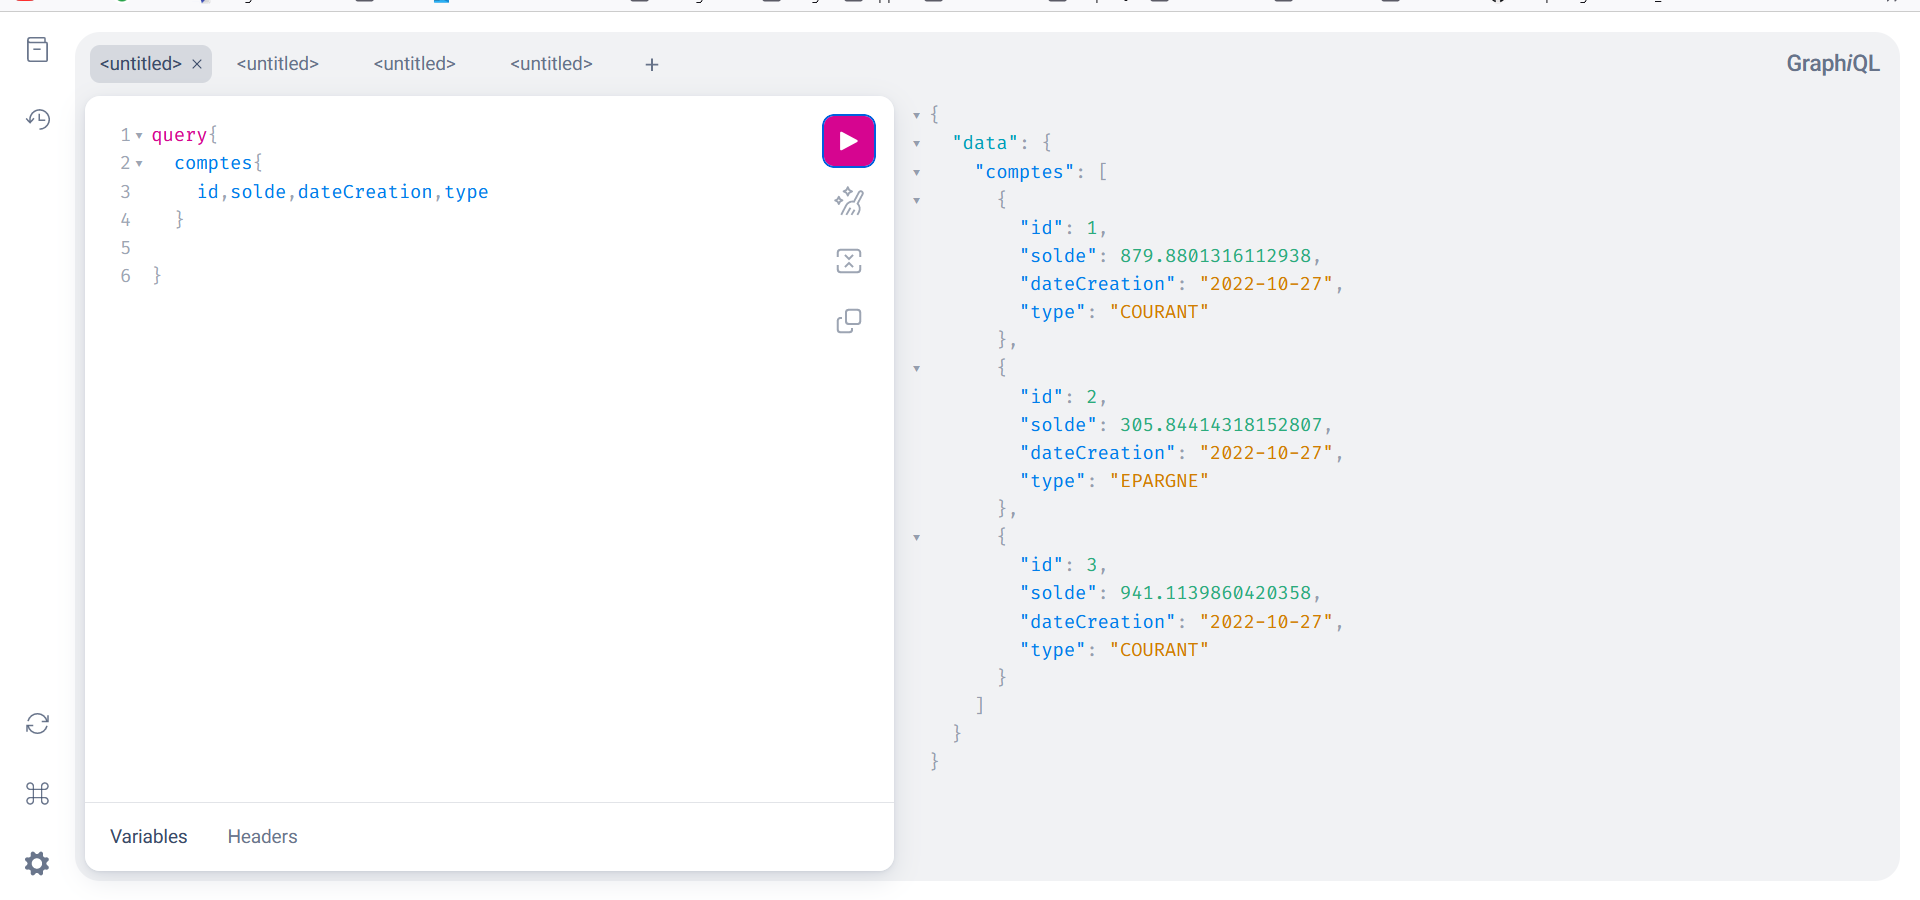 <untitled> × <untitled> <untitled> <untitled> +
GraphiQL
1 query{
2 comptes{
3 id,solde,dateCreation,type
4 }
5
6 }
Variables Headers
{
"data": {
"comptes": [
{
"id": 1,
"solde": 879.8801316112938,
"dateCreation": "2022-10-27",
"type": "COURANT"
},
{
"id": 2,
"solde": 305.84414318152807,
"dateCreation": "2022-10-27",
"type": "EPARGNE"
},
{
"id": 3,
"solde": 941.1139860420358,
"dateCreation": "2022-10-27",
"type": "COURANT"
}
]
}
}